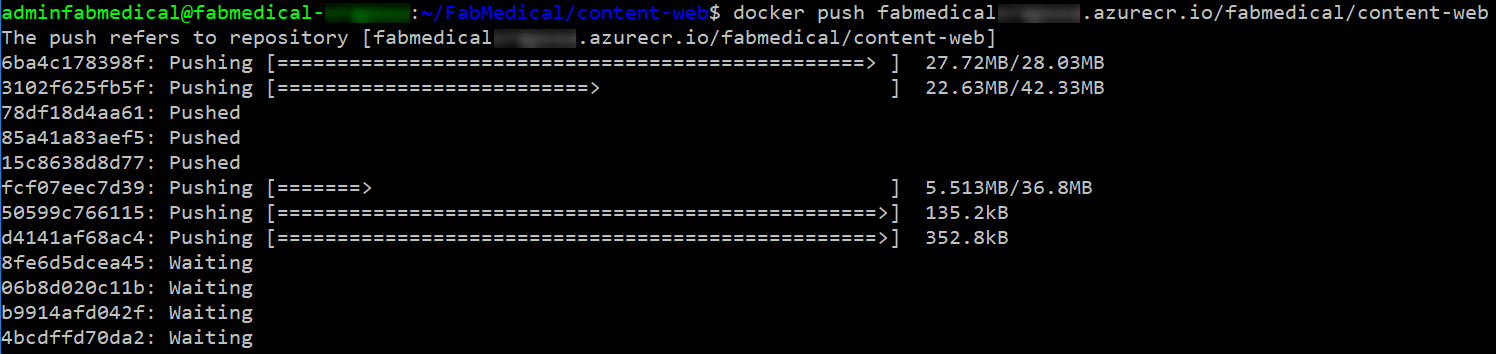 adminfabmedical@fabmedical-:~/FabMedical/content-web$ docker push fabmedical.azurecr.io/fabmedical/content-web
The push refers to repository [fabmedical.azurecr.io/fabmedical/content-web]
6ba4c178398f: Pushing [=================================================> ]  27.72MB/28.03MB
3102f625fb5f: Pushing [==========================>                        ]  22.63MB/42.33MB
78df18d4aa61: Pushed
85a41a83aef5: Pushed
15c8638d8d77: Pushed
fcf07eec7d39: Pushing [=======>                                           ]  5.513MB/36.8MB
50599c766115: Pushing [==================================================>]  135.2kB
d4141af68ac4: Pushing [==================================================>]  352.8kB
8fe6d5dcea45: Waiting
06b8d020c11b: Waiting
b9914afd042f: Waiting
4bcdffd70da2: Waiting